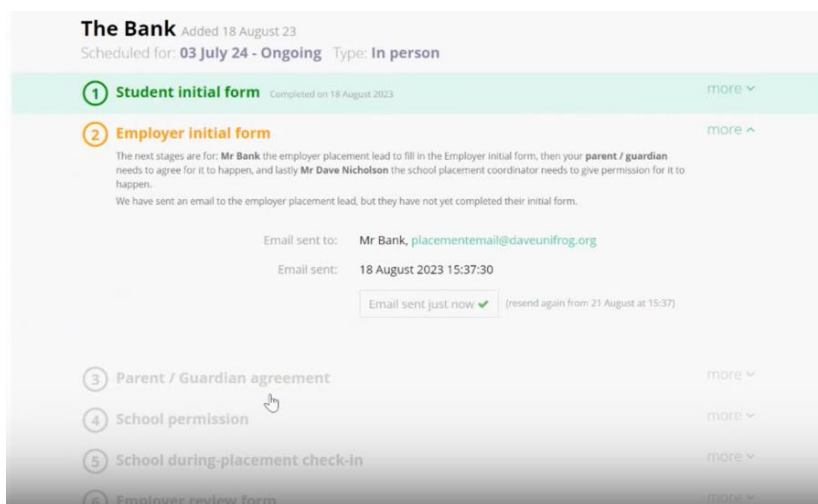 The Bank Added 18 August 23
Scheduled for: 03 July 24 - Ongoing Type: In person
1 Student initial form Completed on 18 August 2023 more
2 Employer initial form more
The next stages are for: Mr Bank the employer placement lead to fill in the Employer Initial form, then your parent / guardian
needs to agree for it to happen, and lastly Mr Dave Nicholson the school placement coordinator needs to give permission for it to
happen.
We have sent an email to the employer placement lead, but they have not yet completed their initial form.
Email sent to: Mr Bank, placementemail@daveunifrog.org
Email sent: 18 August 2023 15:37:30
Email sent just now (resend again from 21 August at 15:37)
3 Parent / Guardian agreement more
4 School permission more
5 School during-placement check-in more
6 Employer review form more